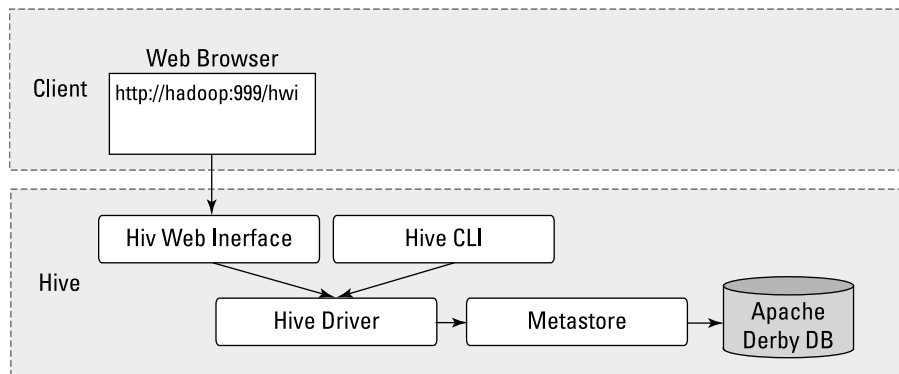 Web Browser
Client
http://hadoop:999/hwi
Hiv Web Inerface
Hive CLI
Hive
Hive Driver
Metastore
Apache
Derby DB